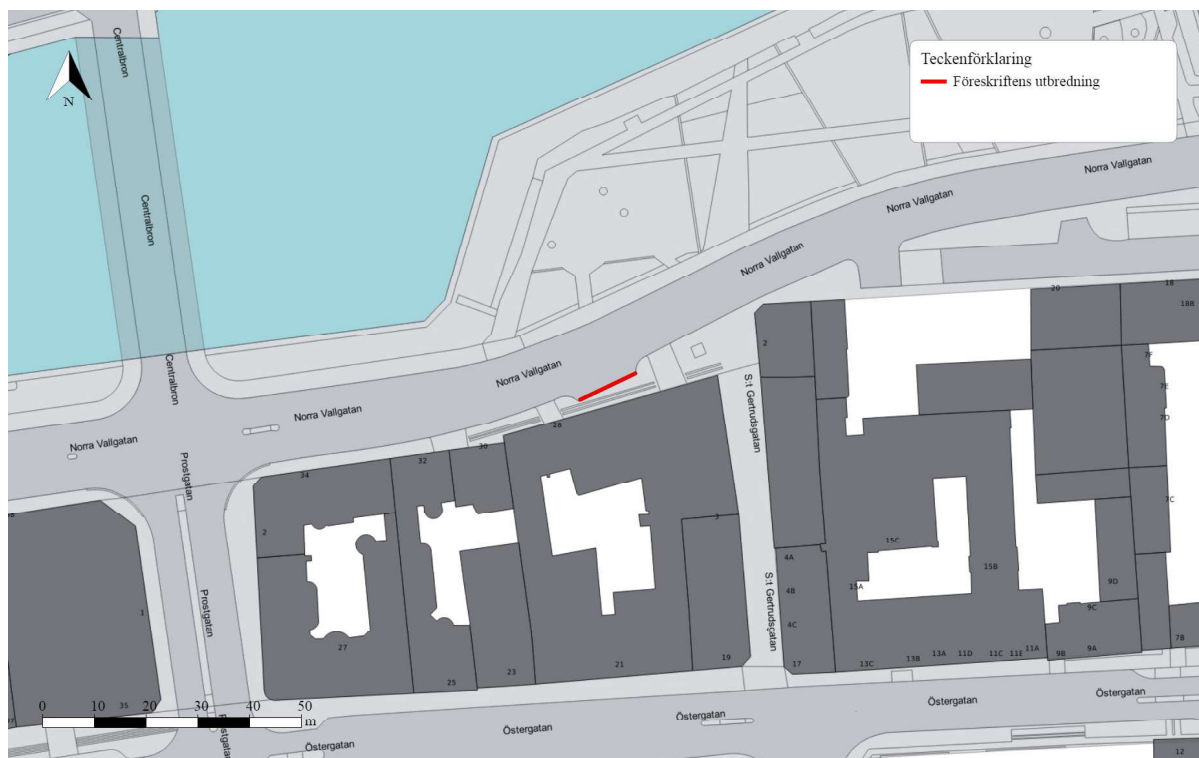 Centralbron
N
Teckenförklaring
Föreskriftens utbredning
Centralbron
Norra Vallgatan
Norra Vallgatan
Norra Vallgatan
Centralbron
Norra Vallgatan
Norra Vallgatan
Norra Vallgatan
20
18
18B
2
7F
7E
7D
S:t Gertrudsgatan
28
30
32
34
Prostgatan
7C
2
3
15C
4A
15B
15A
4B
9D
4C
9C
S:t Gertrudsgatan
Prostgatan
1
27
25
23
21
19
17
13C
13B
13A
11D
11C
11E
11A
9B
9A
7B
35
0
10
20
30
40
50
m
Prostgatan
Östergatan
Östergatan
Östergatan
Östergatan
Östergatan
12